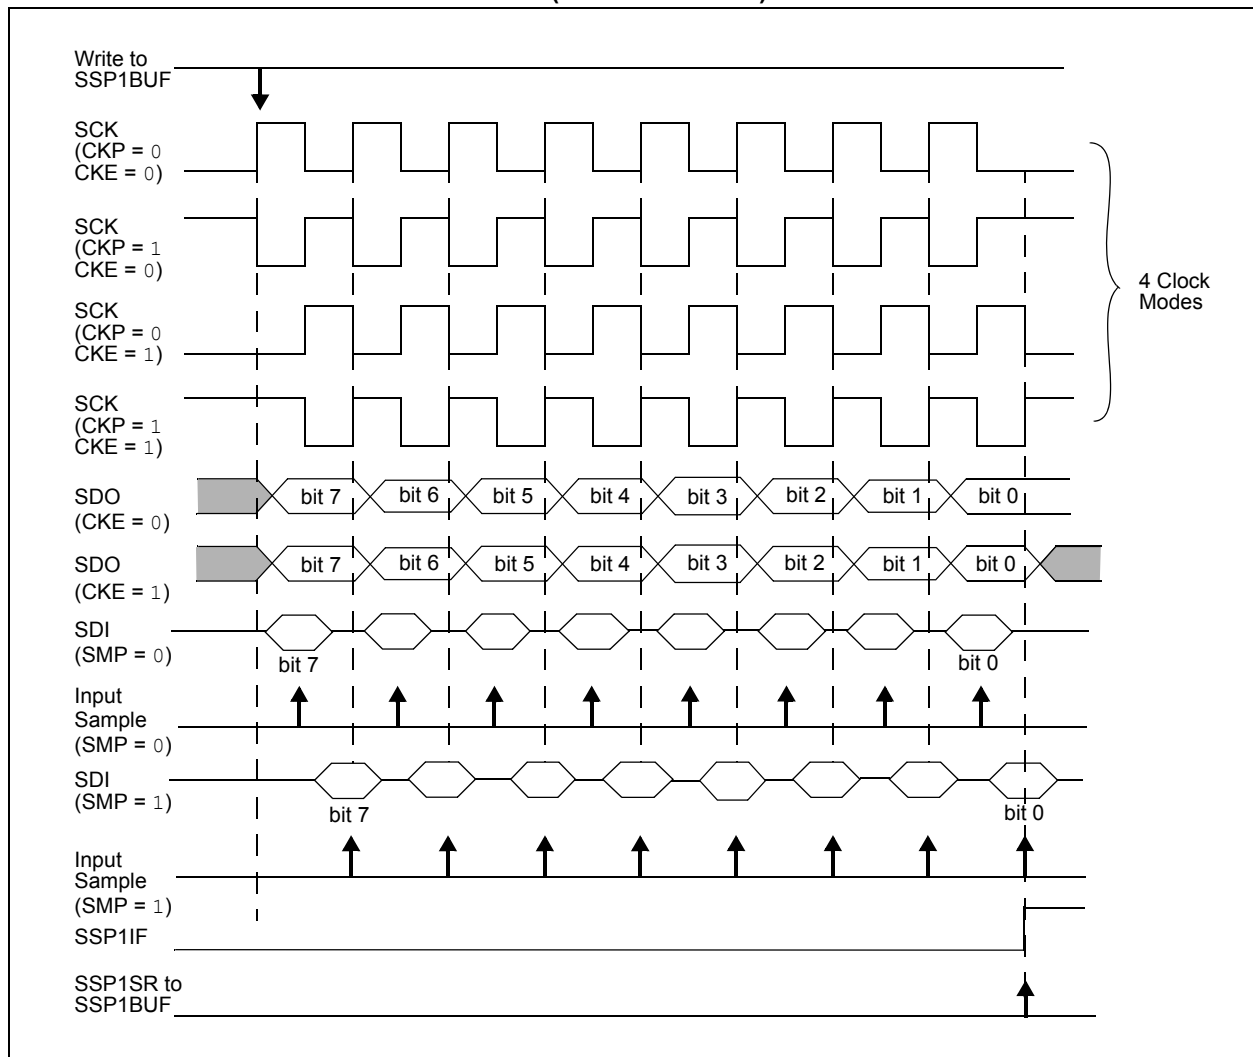 Write to
SSP1BUF
SCK
(CKP = 0
CKE = 0)
SCK
(CKP = 1
CKE = 0)
4 Clock
Modes
SCK
(CKP = 0
CKE = 1)
SCK
(CKP = 1
CKE = 1)
SDO
(CKE = 0)
bit 7 bit 6 bit 5 bit 4 bit 3 bit 2 bit 1 bit 0
SDO
(CKE = 1)
bit 7 bit 6 bit 5 bit 4 bit 3 bit 2 bit 1 bit 0
SDI
(SMP = 0)
bit 7 bit 0
Input
Sample
(SMP = 0)
SDI
(SMP = 1)
bit 7 bit 0
Input
Sample
(SMP = 1)
SSP1IF
SSP1SR to
SSP1BUF